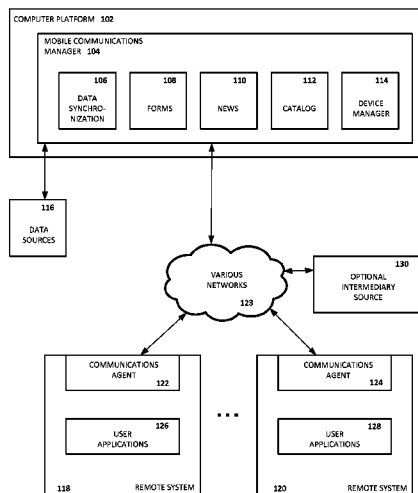 COMPUTER PLATFORM 102
MOBILE COMMUNICATIONS
MANAGER 104
106
DATA
SYNCHRO-
NIZATION
108
FORMS
110
NEWS
112
CATALOG
114
DEVICE
MANAGER
116
DATA
SOURCES
VARIOUS
NETWORKS
123
130
OPTIONAL
INTERMEDIARY
SOURCE
COMMUNICATIONS
AGENT
122
126
USER
APPLICATIONS
118 REMOTE SYSTEM
...
COMMUNICATIONS
AGENT
124
128
USER
APPLICATIONS
120 REMOTE SYSTEM